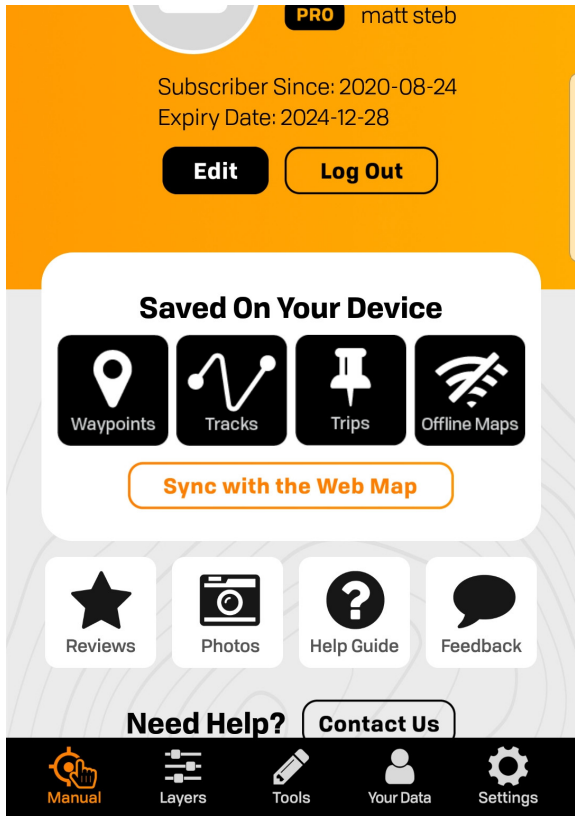 PRO matt steb
Subscriber Since: 2020-08-24
Expiry Date: 2024-12-28
Edit Log Out
Saved On Your Device
Waypoints Tracks Trips Offline Maps
Sync with the Web Map
Reviews Photos Help Guide Feedback
Need Help? Contact Us
Manual Layers Tools Your Data Settings